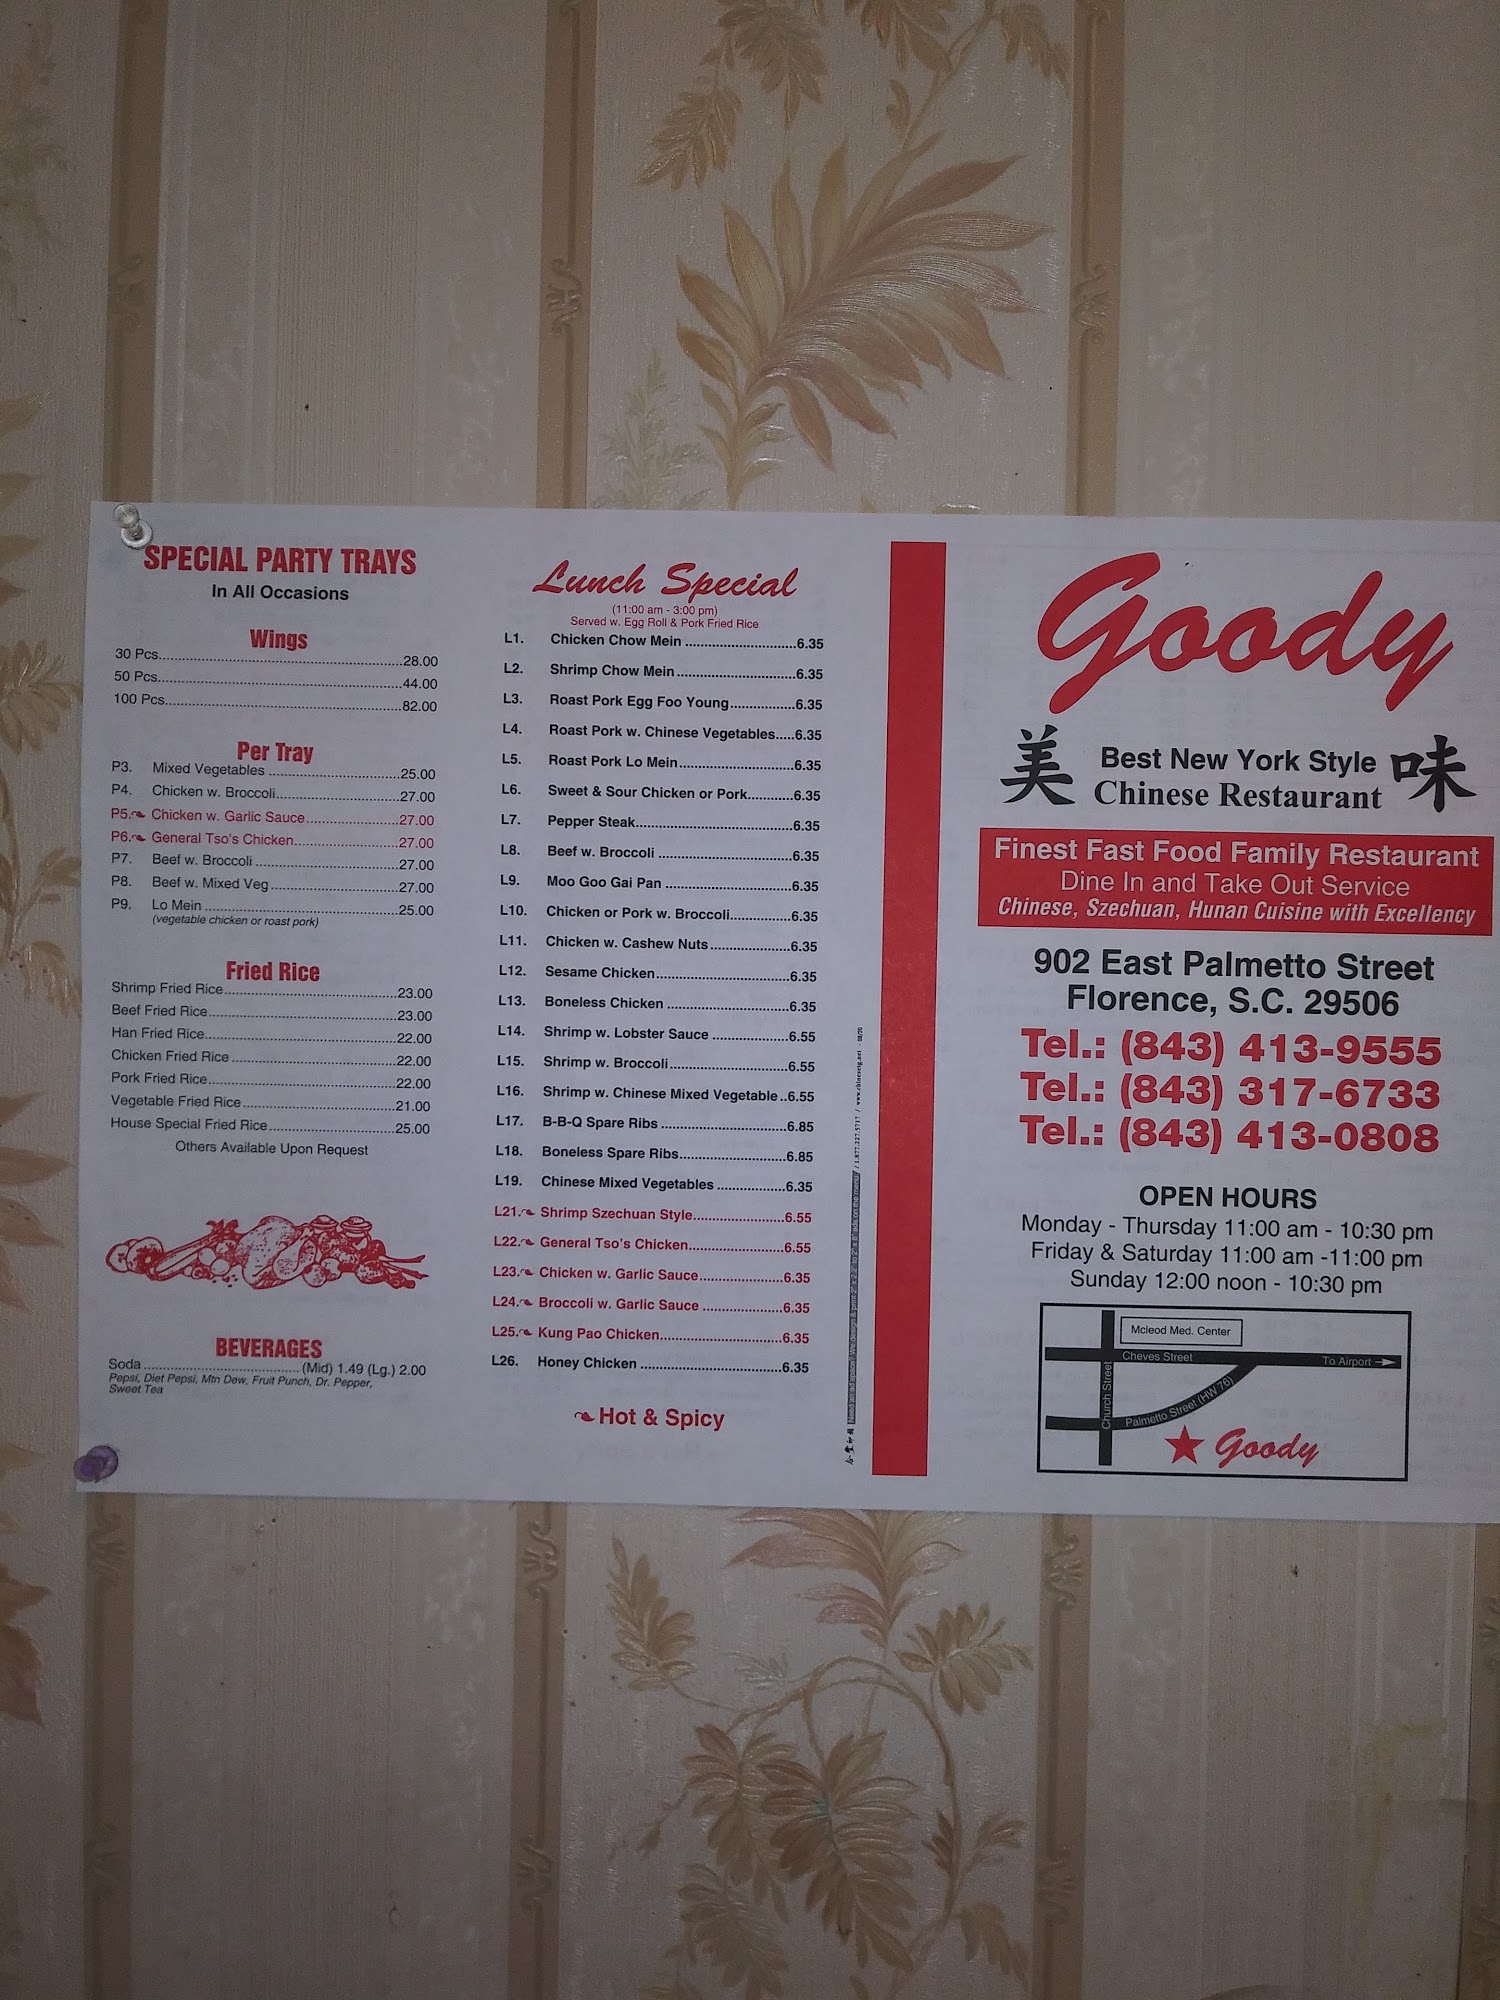 SPECIAL PARTY TRAYS
In All Occasions
Wings
30 Pcs. 28.00
50 Pcs. 44.00
100 Pcs. 82.00
Per Tray
P3. Mixed Vegetables 25.00
P4. Chicken w. Broccoli 27.00
P5. Chicken w. Garlic Sauce 27.00
P6. General Tso's Chicken 27.00
P7. Beef w. Broccoli 27.00
P8. Beef w. Mixed Veg 27.00
P9. Lo Mein 25.00
(vegetable chicken or roast pork)
Fried Rice
Shrimp Fried Rice 23.00
Beef Fried Rice 23.00
Han Fried Rice 22.00
Chicken Fried Rice 22.00
Pork Fried Rice 22.00
Vegetable Fried Rice 21.00
House Special Fried Rice 25.00
Others Available Upon Request
BEVERAGES
Soda (Mid) 1.49 (Lg.) 2.00
Pepsi, Diet Pepsi, Mtn Dew, Fruit Punch, Dr. Pepper,
Sweet Tea
Lunch Special
(11:00 am - 3:00 pm)
Served w. Egg Roll & Pork Fried Rice
L1. Chicken Chow Mein 6.35
L2. Shrimp Chow Mein 6.35
L3. Roast Pork Egg Foo Young 6.35
L4. Roast Pork w. Chinese Vegetables 6.35
L5. Roast Pork Lo Mein 6.35
L6. Sweet & Sour Chicken or Pork 6.35
L7. Pepper Steak 6.35
L8. Beef w. Broccoli 6.35
L9. Moo Goo Gai Pan 6.35
L10. Chicken or Pork w. Broccoli 6.35
L11. Chicken w. Cashew Nuts 6.35
L12. Sesame Chicken 6.35
L13. Boneless Chicken 6.35
L14. Shrimp w. Lobster Sauce 6.55
L15. Shrimp w. Broccoli 6.55
L16. Shrimp w. Chinese Mixed Vegetable 6.55
L17. B-B-Q Spare Ribs 6.85
L18. Boneless Spare Ribs 6.85
L19. Chinese Mixed Vegetables 6.35
L21. Shrimp Szechuan Style 6.55
L22. General Tso's Chicken 6.55
L23. Chicken w. Garlic Sauce 6.35
L24. Broccoli w. Garlic Sauce 6.35
L25. Kung Pao Chicken 6.35
L26. Honey Chicken 6.35
Hot & Spicy
Goody
美 味
Best New York Style
Chinese Restaurant
Finest Fast Food Family Restaurant
Dine In and Take Out Service
Chinese, Szechuan, Hunan Cuisine with Excellency
902 East Palmetto Street
Florence, S.C. 29506
Tel.: (843) 413-9555
Tel.: (843) 317-6733
Tel.: (843) 413-0808
OPEN HOURS
Monday - Thursday 11:00 am - 10:30 pm
Friday & Saturday 11:00 am -11:00 pm
Sunday 12:00 noon - 10:30 pm
Mcleod Med. Center
Cheves Street
To Airport
Church Street
Palmetto Street (HW 76)
Goody